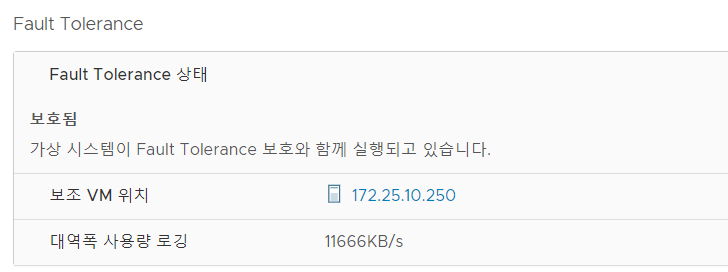 Fault Tolerance
Fault Tolerance 상태
보호됨
가상 시스템이 Fault Tolerance 보호와 함께 실행되고 있습니다.
보조 VM 위치 172.25.10.250
대역폭 사용량 로깅 11666KB/s